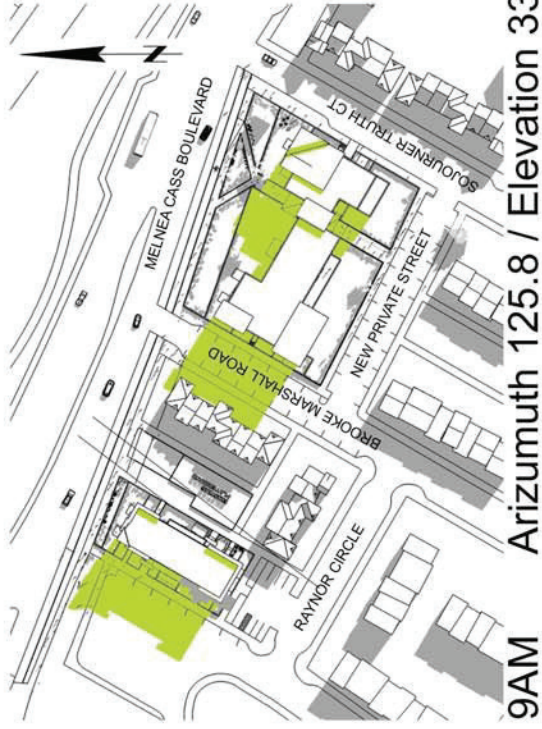 N
MELNEA CASS BOULEVARD
SOJOURNER TRUTH CT
BROOKE MARSHALL ROAD
NEW PRIVATE STREET
RAYNOR CIRCLE
9AM Arizumuth 125.8 / Elevation 33